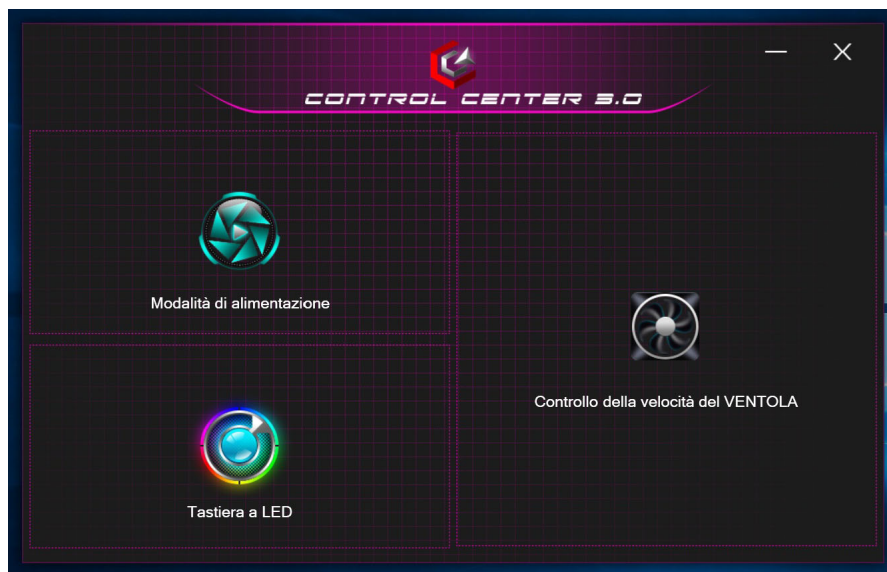 CONTROL CENTER 3.0
Modalità di alimentazione
Controllo della velocità del VENTOLA
Tastiera a LED